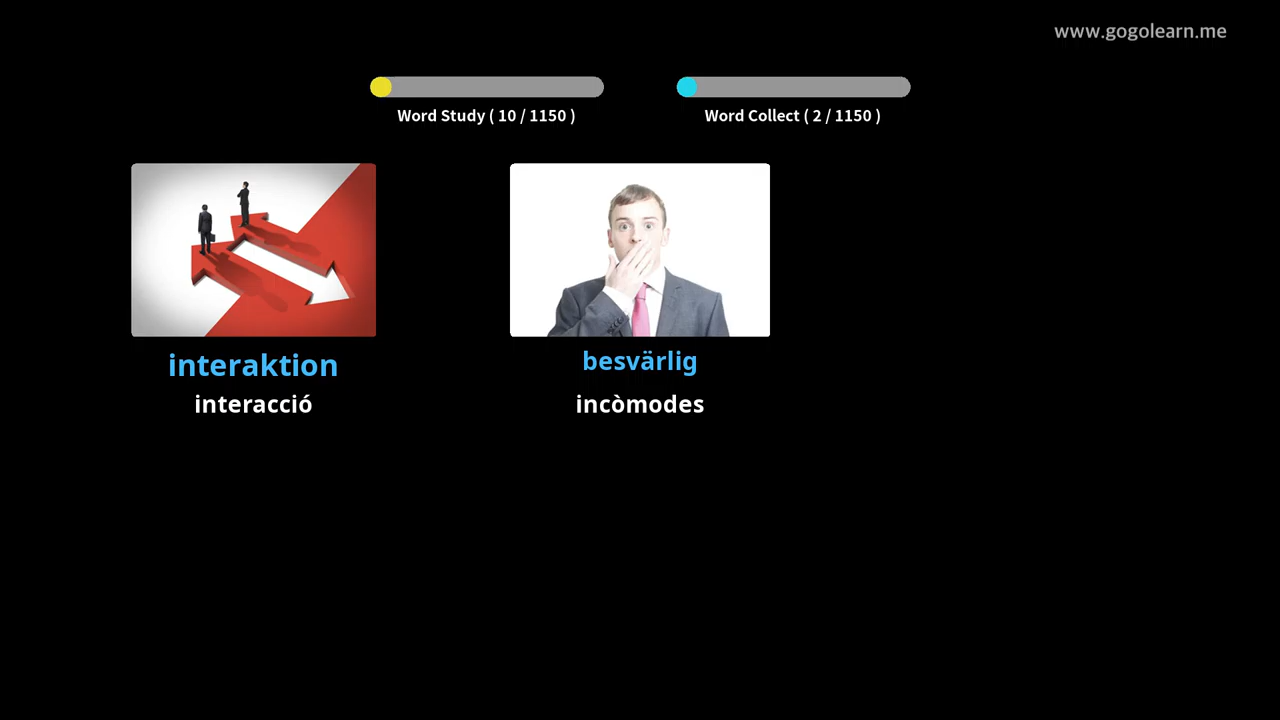 www.gogolearn.me
Word Study ( 10 / 1150 )
Word Collect ( 2 / 1150 )
interaktion
interacció
besvärlig
incòmodes